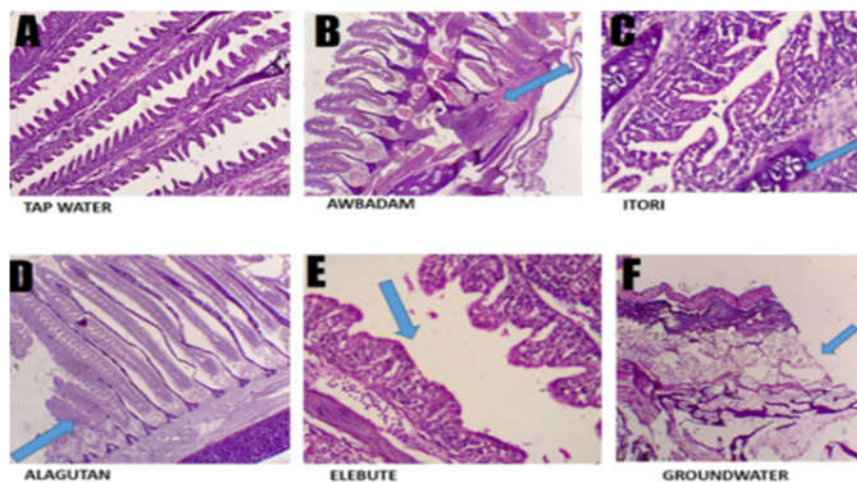 A
B
C
TAP WATER
AWBADAM
ITORI
D
E
F
ALAGUTAN
ELEBUTE
GROUNDWATER